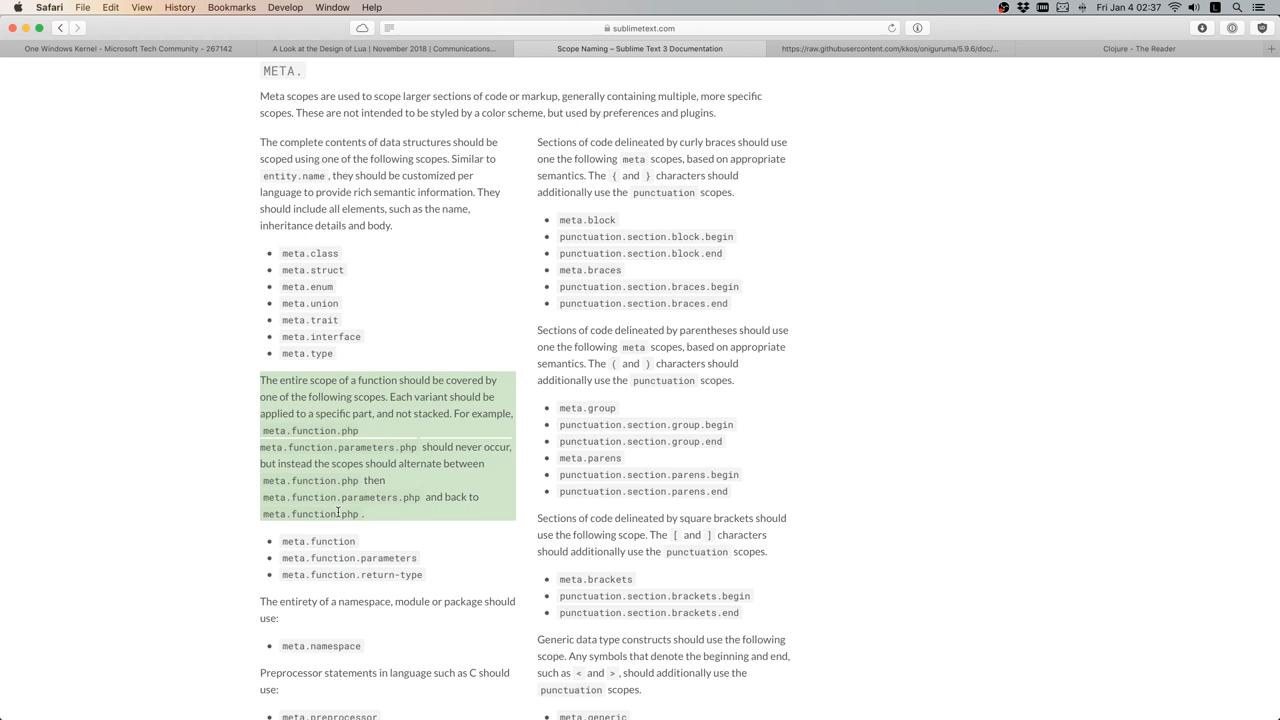 Safari File Edit View History Bookmarks Develop Window Help
Fri Jan 4 02:37
sublimetext.com
One Windows Kernel - Microsoft Tech Community - 267142
A Look at the Design of Lua | November 2018 | Communications...
Scope Naming – Sublime Text 3 Documentation
https://raw.githubusercontent.com/kkos/oniguruma/5.9.6/doc/...
Clojure - The Reader
META.
Meta scopes are used to scope larger sections of code or markup, generally containing multiple, more specific
scopes. These are not intended to be styled by a color scheme, but used by preferences and plugins.
The complete contents of data structures should be
scoped using one of the following scopes. Similar to
entity.name, they should be customized per
language to provide rich semantic information. They
should include all elements, such as the name,
inheritance details and body.
• meta.class
• meta.struct
• meta.enum
• meta.union
• meta.trait
• meta.interface
• meta.type
The entire scope of a function should be covered by
one of the following scopes. Each variant should be
applied to a specific part, and not stacked. For example,
meta.function.php
meta.function.parameters.php should never occur,
but instead the scopes should alternate between
meta.function.php then
meta.function.parameters.php and back to
meta.function.php.
• meta.function
• meta.function.parameters
• meta.function.return-type
The entirety of a namespace, module or package should
use:
• meta.namespace
Preprocessor statements in language such as C should
use:
• meta.preprocessor
Sections of code delineated by curly braces should use
one the following meta scopes, based on appropriate
semantics. The { and } characters should
additionally use the punctuation scopes.
• meta.block
• punctuation.section.block.begin
• punctuation.section.block.end
• meta.braces
• punctuation.section.braces.begin
• punctuation.section.braces.end
Sections of code delineated by parentheses should use
one the following meta scopes, based on appropriate
semantics. The ( and ) characters should
additionally use the punctuation scopes.
• meta.group
• punctuation.section.group.begin
• punctuation.section.group.end
• meta.parens
• punctuation.section.parens.begin
• punctuation.section.parens.end
Sections of code delineated by square brackets should
use the following scope. The [ and ] characters
should additionally use the punctuation scopes.
• meta.brackets
• punctuation.section.brackets.begin
• punctuation.section.brackets.end
Generic data type constructs should use the following
scope. Any symbols that denote the beginning and end,
such as < and >, should additionally use the
punctuation scopes.
• meta.generic